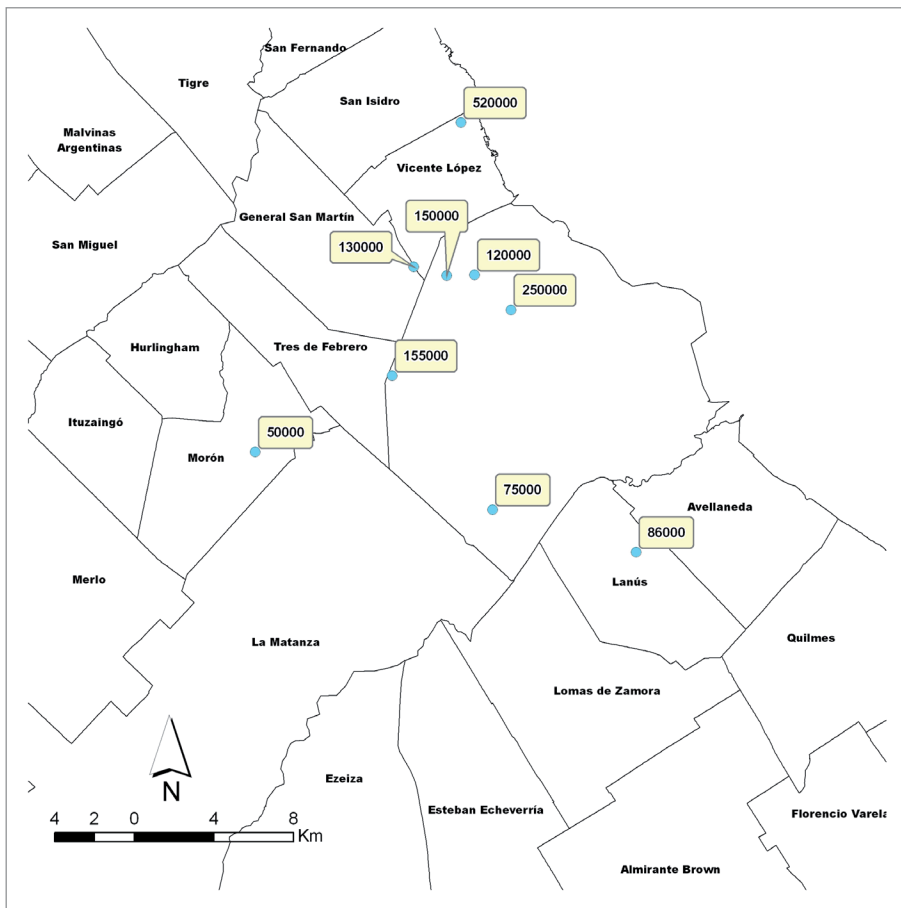 San Fernando
Tigre
San Isidro
520000
Malvinas
Argentinas
Vicente López
General San Martín
150000
San Miguel
130000
120000
250000
Hurlingham
Tres de Febrero
155000
Ituzaingó
50000
Morón
75000
Avellaneda
86000
Merlo
Lanús
La Matanza
Quilmes
Lomas de Zamora
N
Ezeiza
Esteban Echeverría
Florencio Varela
4 2 0 4 8
Km
Almirante Brown